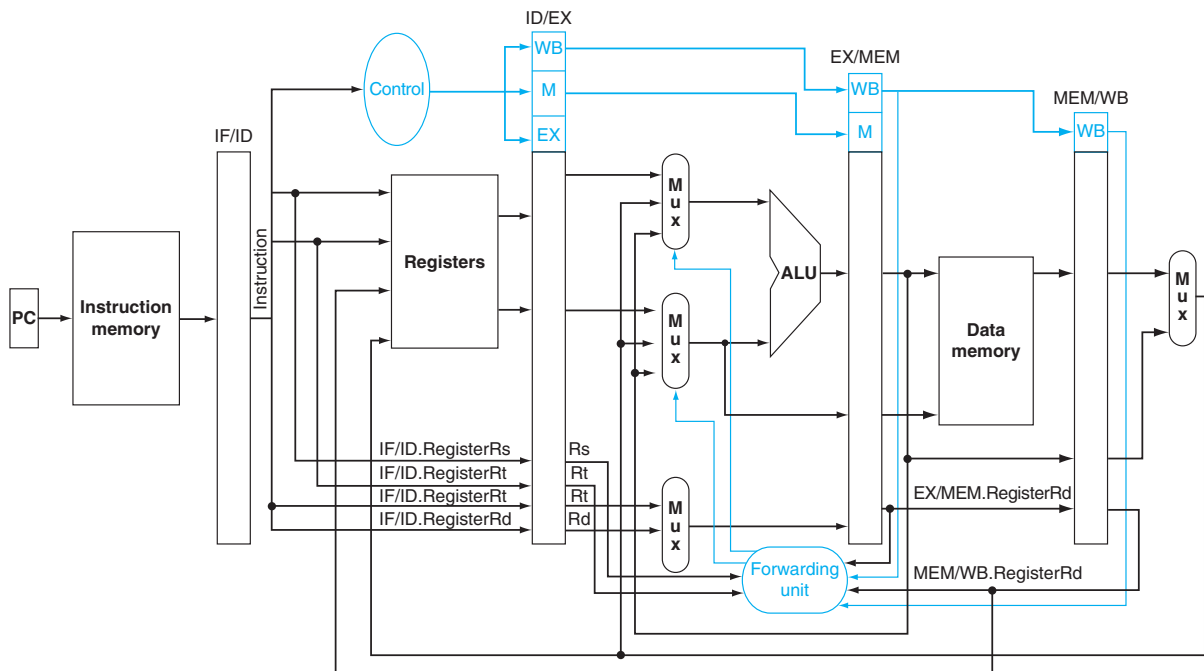 ID/EX
EX/MEM
MEM/WB
IF/ID
Control
WB
M
EX
WB
M
WB
PC
Instruction
memory
Instruction
Registers
M
u
x
M
u
x
ALU
Data
memory
M
u
x
IF/ID.RegisterRs
IF/ID.RegisterRt
IF/ID.RegisterRt
IF/ID.RegisterRd
Rs
Rt
Rt
Rd
M
u
x
EX/MEM.RegisterRd
Forwarding
unit
MEM/WB.RegisterRd